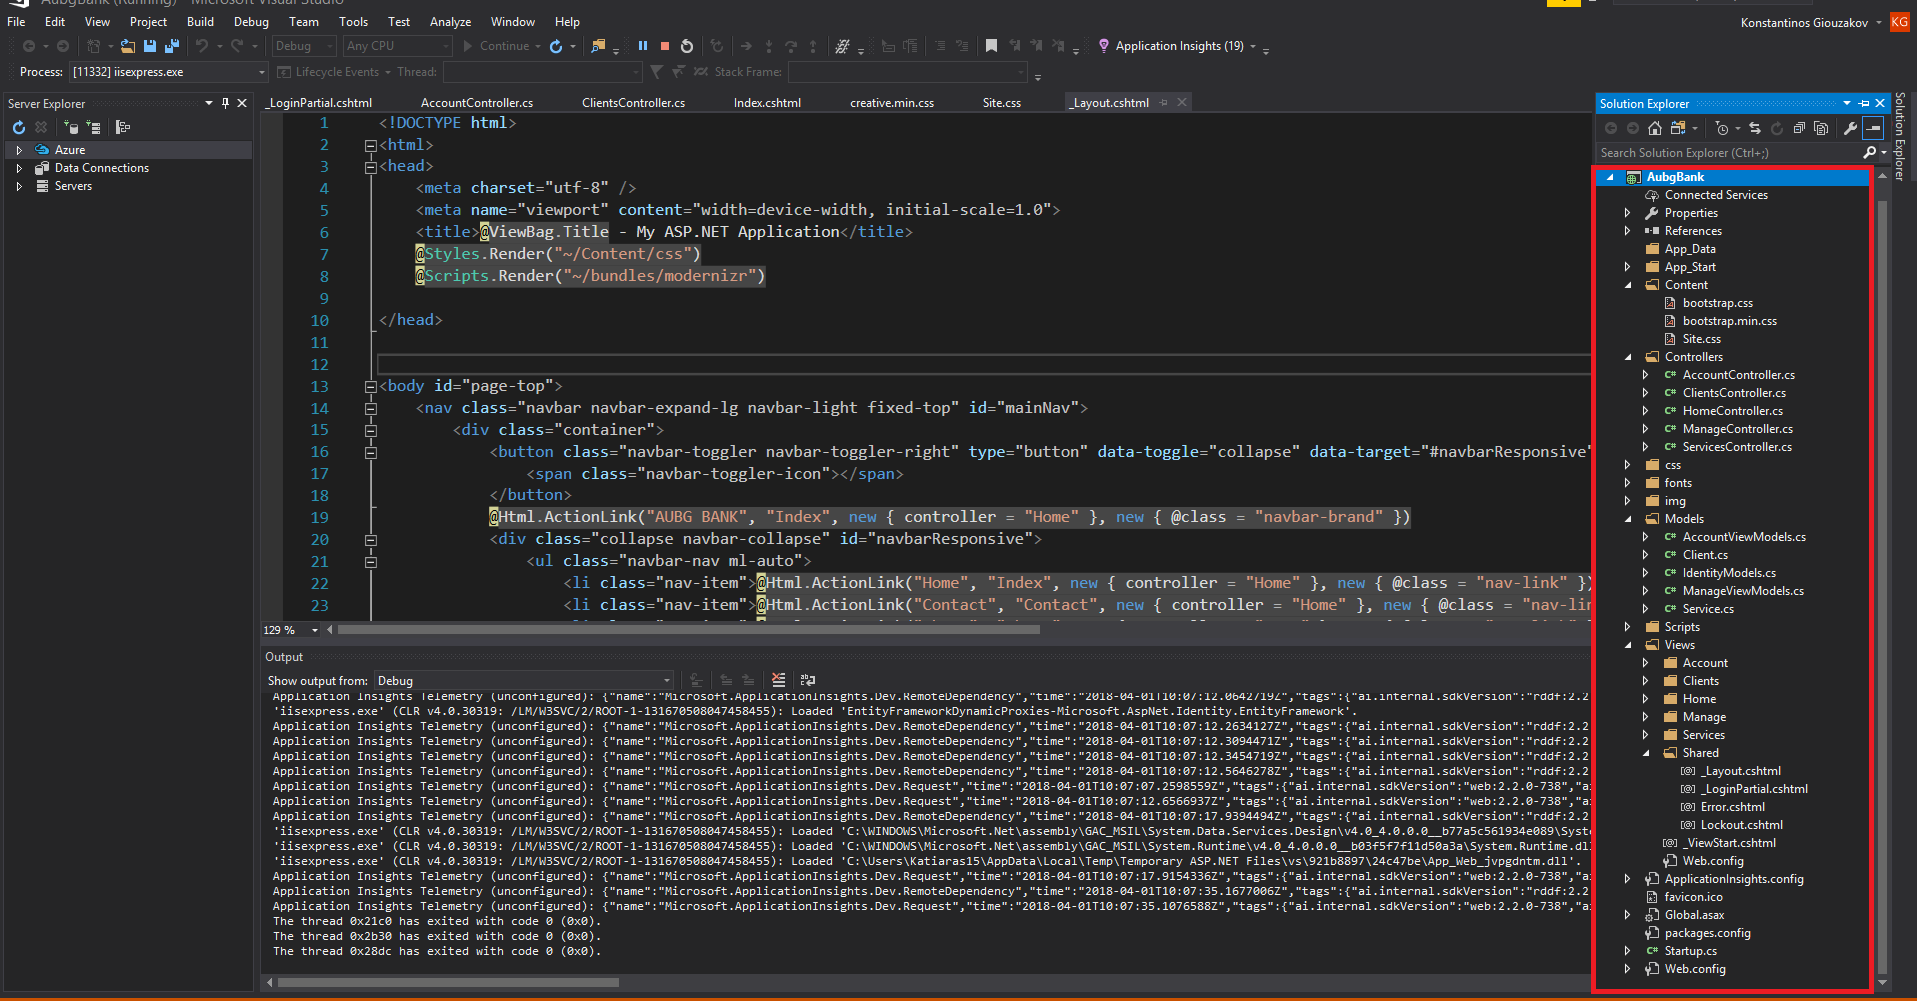 AubgBank (Running) - Microsoft Visual Studio
File Edit View Project Build Debug Team Tools Test Analyze Window Help
Konstantinos Giouzakov KG
Debug Any CPU Continue Application Insights (19)
Process: [11332] iisexpress.exe Lifecycle Events Thread: Stack Frame:
Server Explorer
Azure
Data Connections
Servers
_LoginPartial.cshtml AccountController.cs ClientsController.cs Index.cshtml creative.min.css Site.css _Layout.cshtml
1 <!DOCTYPE html>
2 <html>
3 <head>
4 <meta charset="utf-8" />
5 <meta name="viewport" content="width=device-width, initial-scale=1.0">
6 <title>@ViewBag.Title - My ASP.NET Application</title>
7 @Styles.Render("~/Content/css")
8 @Scripts.Render("~/bundles/modernizr")
9
10 </head>
11
12
13 <body id="page-top">
14 <nav class="navbar navbar-expand-lg navbar-light fixed-top" id="mainNav">
15 <div class="container">
16 <button class="navbar-toggler navbar-toggler-right" type="button" data-toggle="collapse" data-target="#navbarResponsive"
17 <span class="navbar-toggler-icon"></span>
18 </button>
19 @Html.ActionLink("AUBG BANK", "Index", new { controller = "Home" }, new { @class = "navbar-brand" })
20 <div class="collapse navbar-collapse" id="navbarResponsive">
21 <ul class="navbar-nav ml-auto">
22 <li class="nav-item">@Html.ActionLink("Home", "Index", new { controller = "Home" }, new { @class = "nav-link" })
23 <li class="nav-item">@Html.ActionLink("Contact", "Contact", new { controller = "Home" }, new { @class = "nav-lin
129 %
Output
Show output from: Debug
Application Insights Telemetry (unconfigured): {"name":"Microsoft.ApplicationInsights.Dev.RemoteDependency","time":"2018-04-01T10:07:12.0642719Z","tags":{"ai.internal.sdkVersion":"rddf:2.2
'iisexpress.exe' (CLR v4.0.30319: /LM/W3SVC/2/ROOT-1-131670508047458455): Loaded 'EntityFrameworkDynamicProxies-Microsoft.AspNet.Identity.EntityFramework'.
Application Insights Telemetry (unconfigured): {"name":"Microsoft.ApplicationInsights.Dev.RemoteDependency","time":"2018-04-01T10:07:12.2634127Z","tags":{"ai.internal.sdkVersion":"rddf:2.2
Application Insights Telemetry (unconfigured): {"name":"Microsoft.ApplicationInsights.Dev.RemoteDependency","time":"2018-04-01T10:07:12.3094471Z","tags":{"ai.internal.sdkVersion":"rddf:2.2
Application Insights Telemetry (unconfigured): {"name":"Microsoft.ApplicationInsights.Dev.RemoteDependency","time":"2018-04-01T10:07:12.3454719Z","tags":{"ai.internal.sdkVersion":"rddf:2.2
Application Insights Telemetry (unconfigured): {"name":"Microsoft.ApplicationInsights.Dev.RemoteDependency","time":"2018-04-01T10:07:12.5646278Z","tags":{"ai.internal.sdkVersion":"rddf:2.2
Application Insights Telemetry (unconfigured): {"name":"Microsoft.ApplicationInsights.Dev.Request","time":"2018-04-01T10:07:07.2598559Z","tags":{"ai.internal.sdkVersion":"web:2.2.0-738","ai
Application Insights Telemetry (unconfigured): {"name":"Microsoft.ApplicationInsights.Dev.Request","time":"2018-04-01T10:07:12.6566937Z","tags":{"ai.internal.sdkVersion":"web:2.2.0-738","ai
Application Insights Telemetry (unconfigured): {"name":"Microsoft.ApplicationInsights.Dev.Request","time":"2018-04-01T10:07:17.9394494Z","tags":{"ai.internal.sdkVersion":"web:2.2.0-738","ai
'iisexpress.exe' (CLR v4.0.30319: /LM/W3SVC/2/ROOT-1-131670508047458455): Loaded 'C:\WINDOWS\Microsoft.Net\assembly\GAC_MSIL\System.Data.Services.Design\v4.0_4.0.0.0__b77a5c561934e089\Syste
'iisexpress.exe' (CLR v4.0.30319: /LM/W3SVC/2/ROOT-1-131670508047458455): Loaded 'C:\WINDOWS\Microsoft.Net\assembly\GAC_MSIL\System.Runtime\v4.0_4.0.0.0__b03f5f7f11d50a3a\System.Runtime.dll
'iisexpress.exe' (CLR v4.0.30319: /LM/W3SVC/2/ROOT-1-131670508047458455): Loaded 'C:\Users\Katiaras15\AppData\Local\Temp\Temporary ASP.NET Files\vs\921b8897\24c47be\App_Web_jvpgdntm.dll'.
Application Insights Telemetry (unconfigured): {"name":"Microsoft.ApplicationInsights.Dev.Request","time":"2018-04-01T10:07:17.9154336Z","tags":{"ai.internal.sdkVersion":"web:2.2.0-738","ai
Application Insights Telemetry (unconfigured): {"name":"Microsoft.ApplicationInsights.Dev.RemoteDependency","time":"2018-04-01T10:07:35.1677006Z","tags":{"ai.internal.sdkVersion":"rddf:2.2
Application Insights Telemetry (unconfigured): {"name":"Microsoft.ApplicationInsights.Dev.Request","time":"2018-04-01T10:07:35.1076588Z","tags":{"ai.internal.sdkVersion":"web:2.2.0-738","ai
The thread 0x21c0 has exited with code 0 (0x0).
The thread 0x2b30 has exited with code 0 (0x0).
The thread 0x28dc has exited with code 0 (0x0).
Solution Explorer
Solution Explorer
Search Solution Explorer (Ctrl+;)
AubgBank
Connected Services
Properties
References
App_Data
App_Start
Content
bootstrap.css
bootstrap.min.css
Site.css
Controllers
C# AccountController.cs
C# ClientsController.cs
C# HomeController.cs
C# ManageController.cs
C# ServicesController.cs
css
fonts
img
Models
C# AccountViewModels.cs
C# Client.cs
C# IdentityModels.cs
C# ManageViewModels.cs
C# Service.cs
Scripts
Views
Account
Clients
Home
Manage
Services
Shared
[@] _Layout.cshtml
[@] _LoginPartial.cshtml
[@] Error.cshtml
[@] Lockout.cshtml
[@] _ViewStart.cshtml
Web.config
ApplicationInsights.config
favicon.ico
Global.asax
packages.config
C# Startup.cs
Web.config